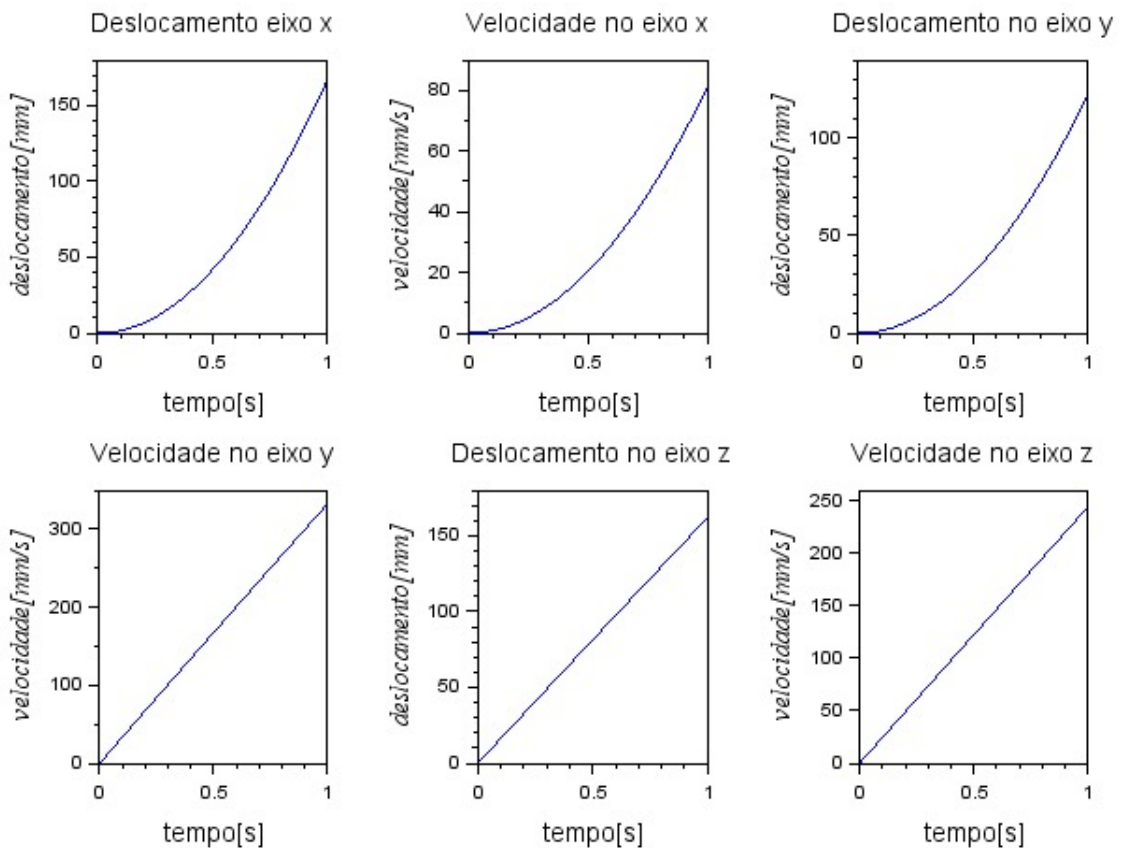 Deslocamento eixo x
deslocamento[mm]
150
100
50
0
0
0.5
1
tempo[s]
Velocidade no eixo x
velocidade[mm/s]
80
60
40
20
0
0
0.5
1
tempo[s]
Deslocamento no eixo y
deslocamento[mm]
100
50
0
0
0.5
1
tempo[s]
Velocidade no eixo y
velocidade[mm/s]
300
200
100
0
0
0.5
1
tempo[s]
Deslocamento no eixo z
deslocamento[mm]
150
100
50
0
0
0.5
1
tempo[s]
Velocidade no eixo z
velocidade[mm/s]
250
200
150
100
50
0
0
0.5
1
tempo[s]